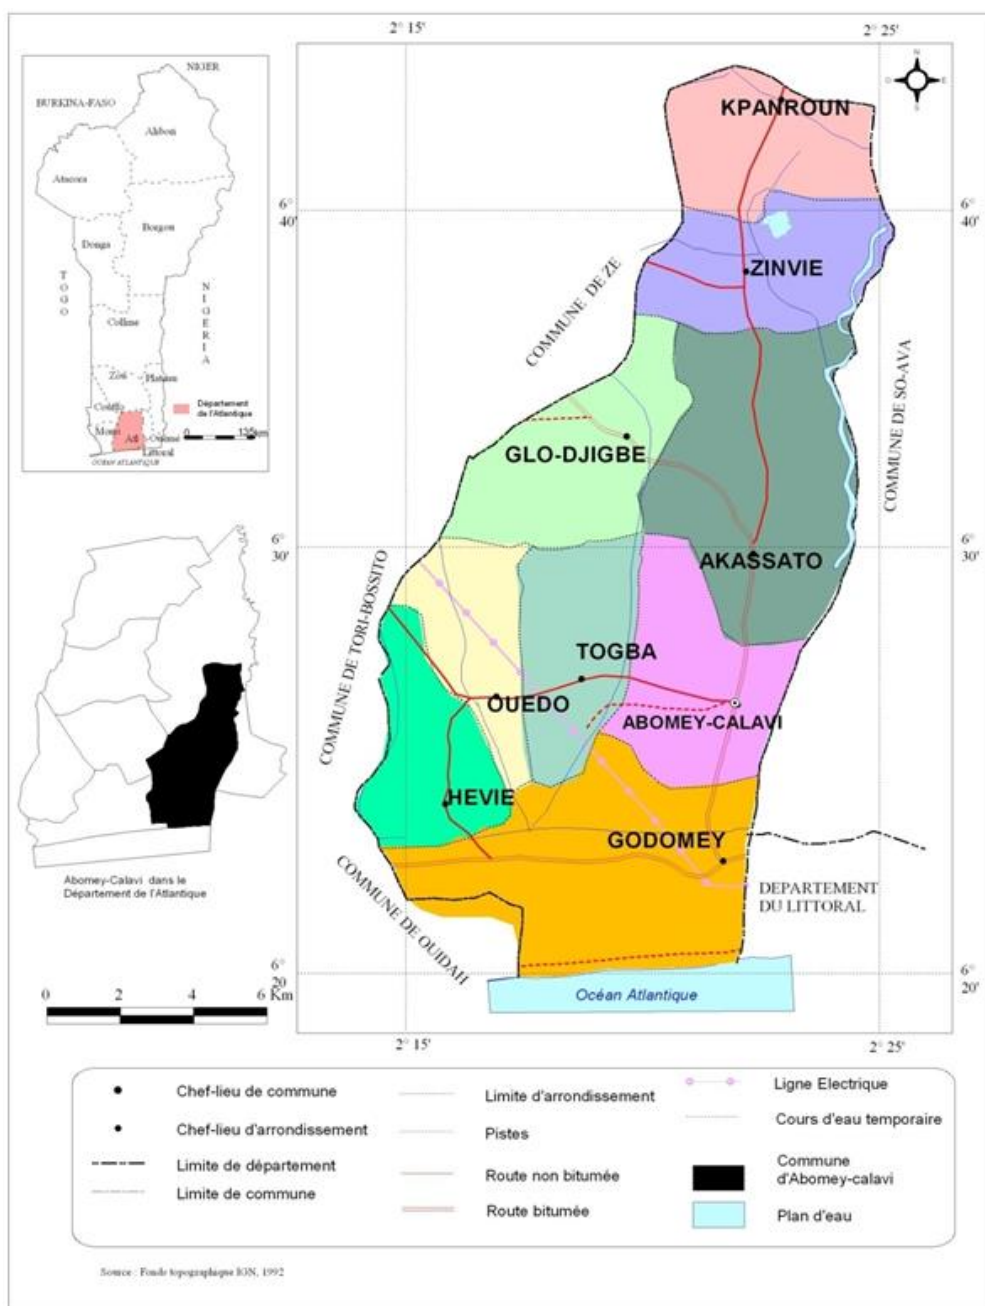 2° 15'
2° 25'
N
O
E
S
NIGER
BURKINA-FASO
Alibori
Atacora
Borgou
Donga
TOGO
NIGERIA
Colline
Zou
Plateau
Couffo
Mono
Atl
Ouémé
Littoral
OCEAN ATLANTIQUE
Département
de l'Atlantique
0
125km
KPANROUN
6°
40'
6°
40'
ZINVIE
COMMUNE DE ZE
COMMUNE DE SO-AVA
GLO-DJIGBE
6°
30'
6°
30'
AKASSATO
COMMUNE DE TORI-BOSSITO
TOGBA
OUEDO
ABOMEY-CALAVI
HEVIE
GODOMEY
Abomey-Calavi dans le
Département de l'Atlantique
DEPARTEMENT
DU LITTORAL
COMMUNE DE OUIDAH
6°
20'
6°
20'
0 2 4 6 Km
Océan Atlantique
2° 15'
2° 25'
Chef-lieu de commune
Chef-lieu d'arrondissement
Limite de département
Limite de commune
Limite d'arrondissement
Pistes
Route non bitumée
Route bitumée
Ligne Electrique
Cours d'eau temporaire
Commune
d'Abomey-calavi
Plan d'eau
Source : Fonds topographique IGN, 1992